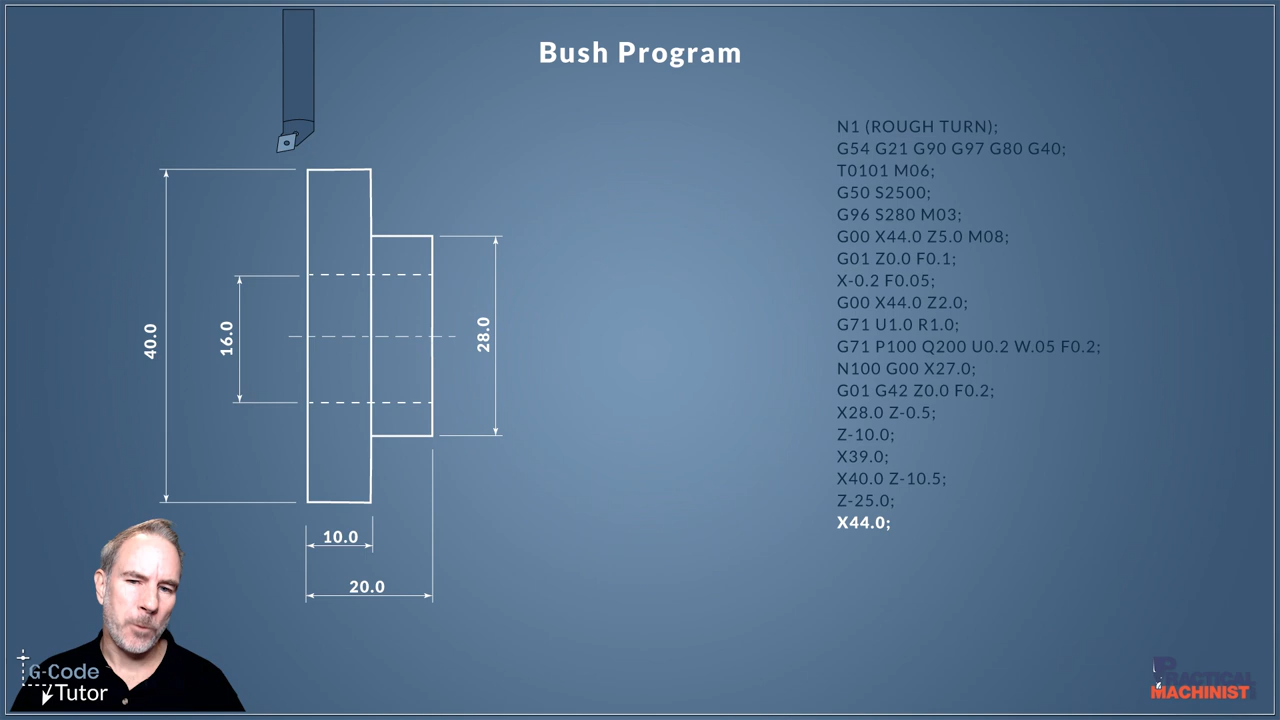 Bush Program
N1 (ROUGH TURN);
G54 G21 G90 G97 G80 G40;
T0101 M06;
G50 S2500;
G96 S280 M03;
G00 X44.0 Z5.0 M08;
G01 Z0.0 F0.1;
X-0.2 F0.05;
G00 X44.0 Z2.0;
G71 U1.0 R1.0;
G71 P100 Q200 U0.2 W.05 F0.2;
N100 G00 X27.0;
G01 G42 Z0.0 F0.2;
X28.0 Z-0.5;
Z-10.0;
X39.0;
X40.0 Z-10.5;
Z-25.0;
X44.0;
40.0
16.0
28.0
10.0
20.0
G-Code
Tutor
PRACTICAL
MACHINIST